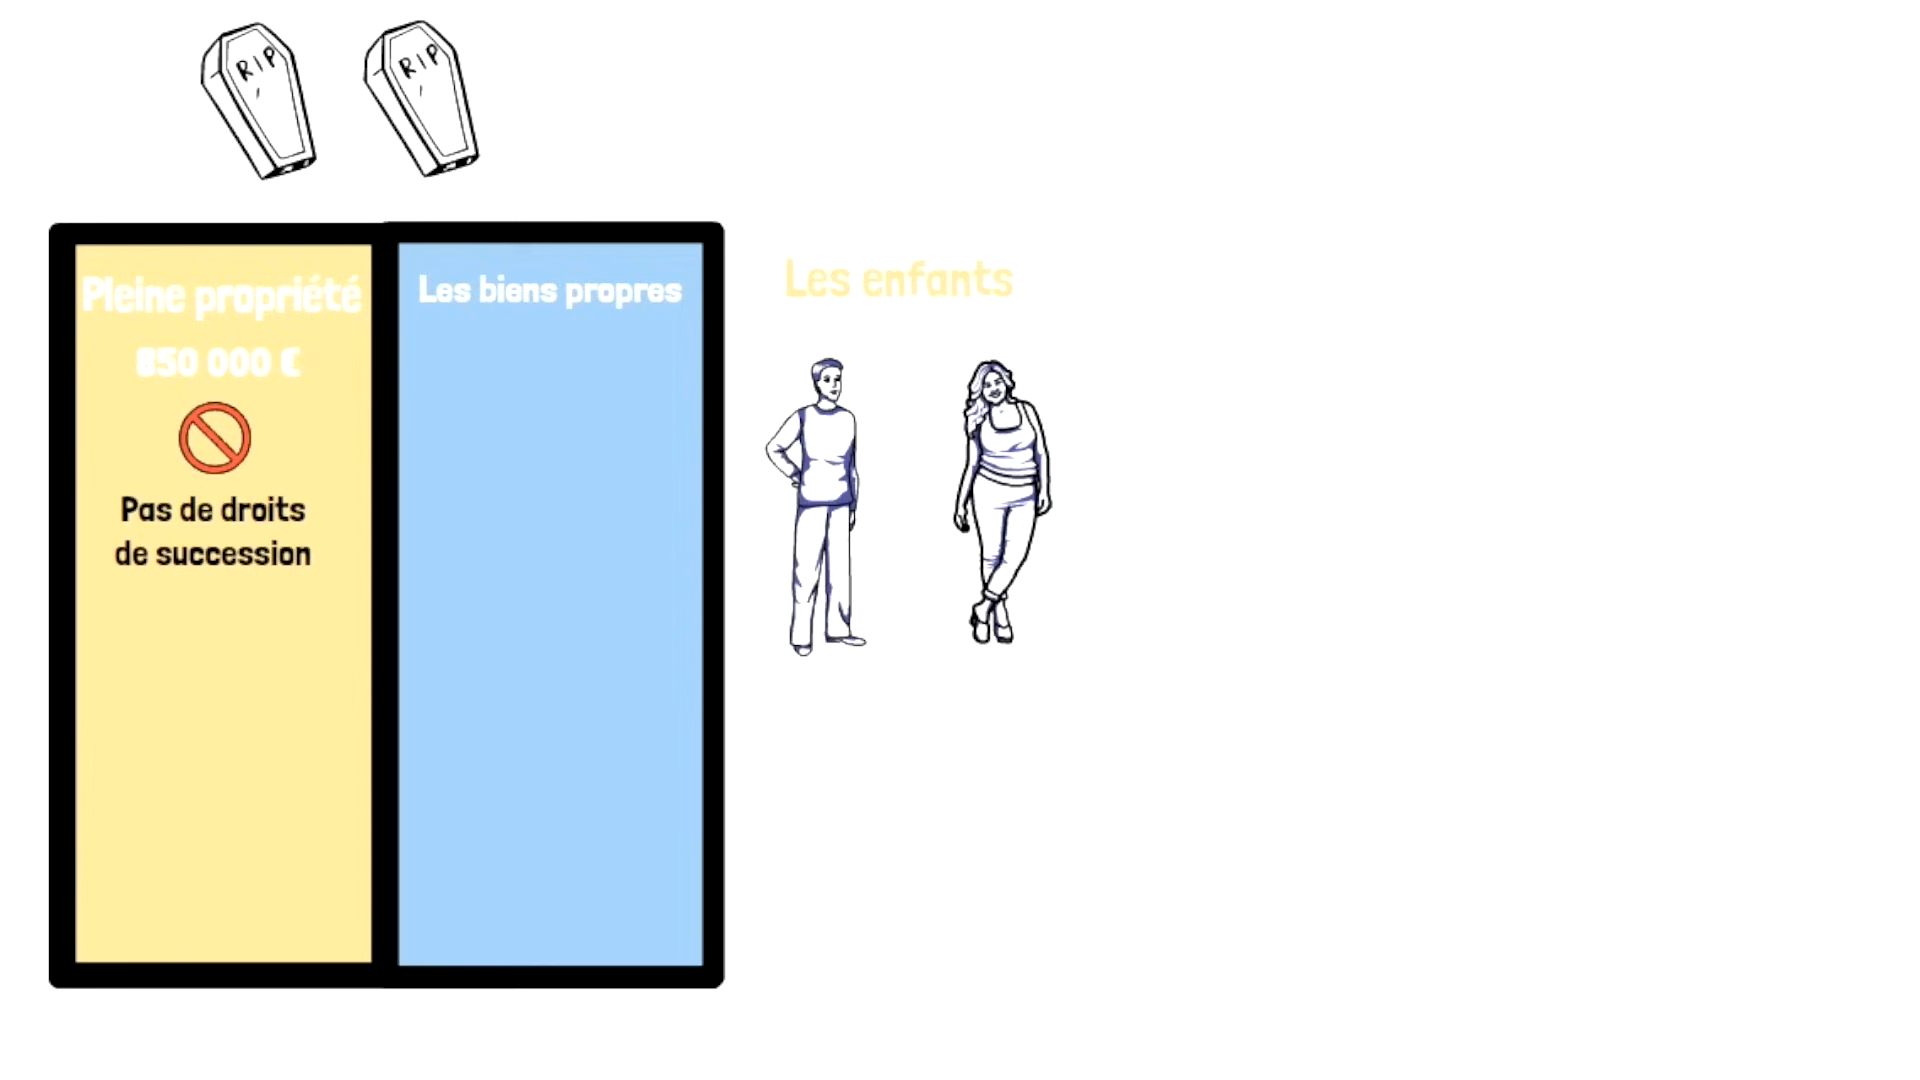 RIP
RIP
Pleine propriété
850 000 €
Pas de droits
de succession
Les biens propres
Les enfants